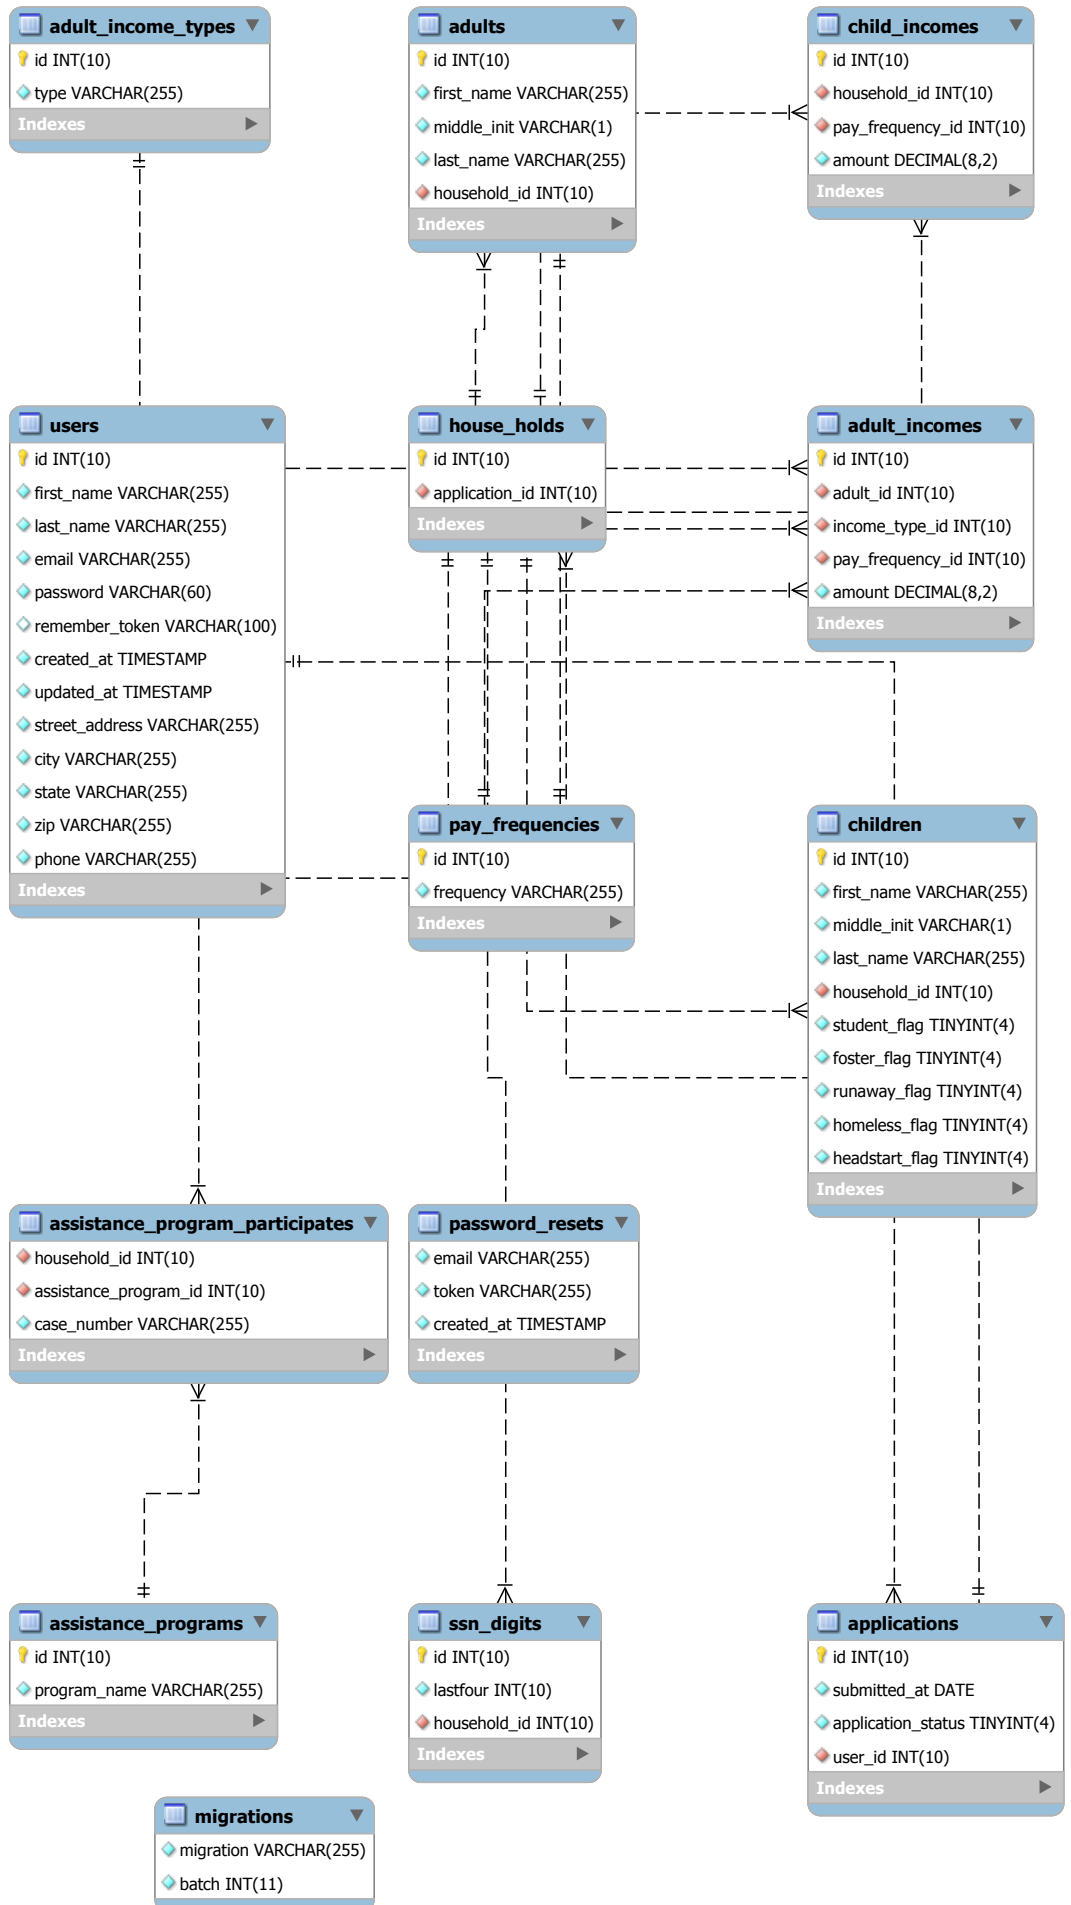 adult_income_types
id INT(10)
type VARCHAR(255)
Indexes
adults
id INT(10)
first_name VARCHAR(255)
middle_init VARCHAR(1)
last_name VARCHAR(255)
household_id INT(10)
Indexes
child_incomes
id INT(10)
household_id INT(10)
pay_frequency_id INT(10)
amount DECIMAL(8,2)
Indexes
users
id INT(10)
first_name VARCHAR(255)
last_name VARCHAR(255)
email VARCHAR(255)
password VARCHAR(60)
remember_token VARCHAR(100)
created_at TIMESTAMP
updated_at TIMESTAMP
street_address VARCHAR(255)
city VARCHAR(255)
state VARCHAR(255)
zip VARCHAR(255)
phone VARCHAR(255)
Indexes
house_holds
id INT(10)
application_id INT(10)
Indexes
adult_incomes
id INT(10)
adult_id INT(10)
income_type_id INT(10)
pay_frequency_id INT(10)
amount DECIMAL(8,2)
Indexes
pay_frequencies
id INT(10)
frequency VARCHAR(255)
Indexes
children
id INT(10)
first_name VARCHAR(255)
middle_init VARCHAR(1)
last_name VARCHAR(255)
household_id INT(10)
student_flag TINYINT(4)
foster_flag TINYINT(4)
runaway_flag TINYINT(4)
homeless_flag TINYINT(4)
headstart_flag TINYINT(4)
Indexes
assistance_program_participates
household_id INT(10)
assistance_program_id INT(10)
case_number VARCHAR(255)
Indexes
password_resets
email VARCHAR(255)
token VARCHAR(255)
created_at TIMESTAMP
Indexes
assistance_programs
id INT(10)
program_name VARCHAR(255)
Indexes
ssn_digits
id INT(10)
lastfour INT(10)
household_id INT(10)
Indexes
applications
id INT(10)
submitted_at DATE
application_status TINYINT(4)
user_id INT(10)
Indexes
migrations
migration VARCHAR(255)
batch INT(11)